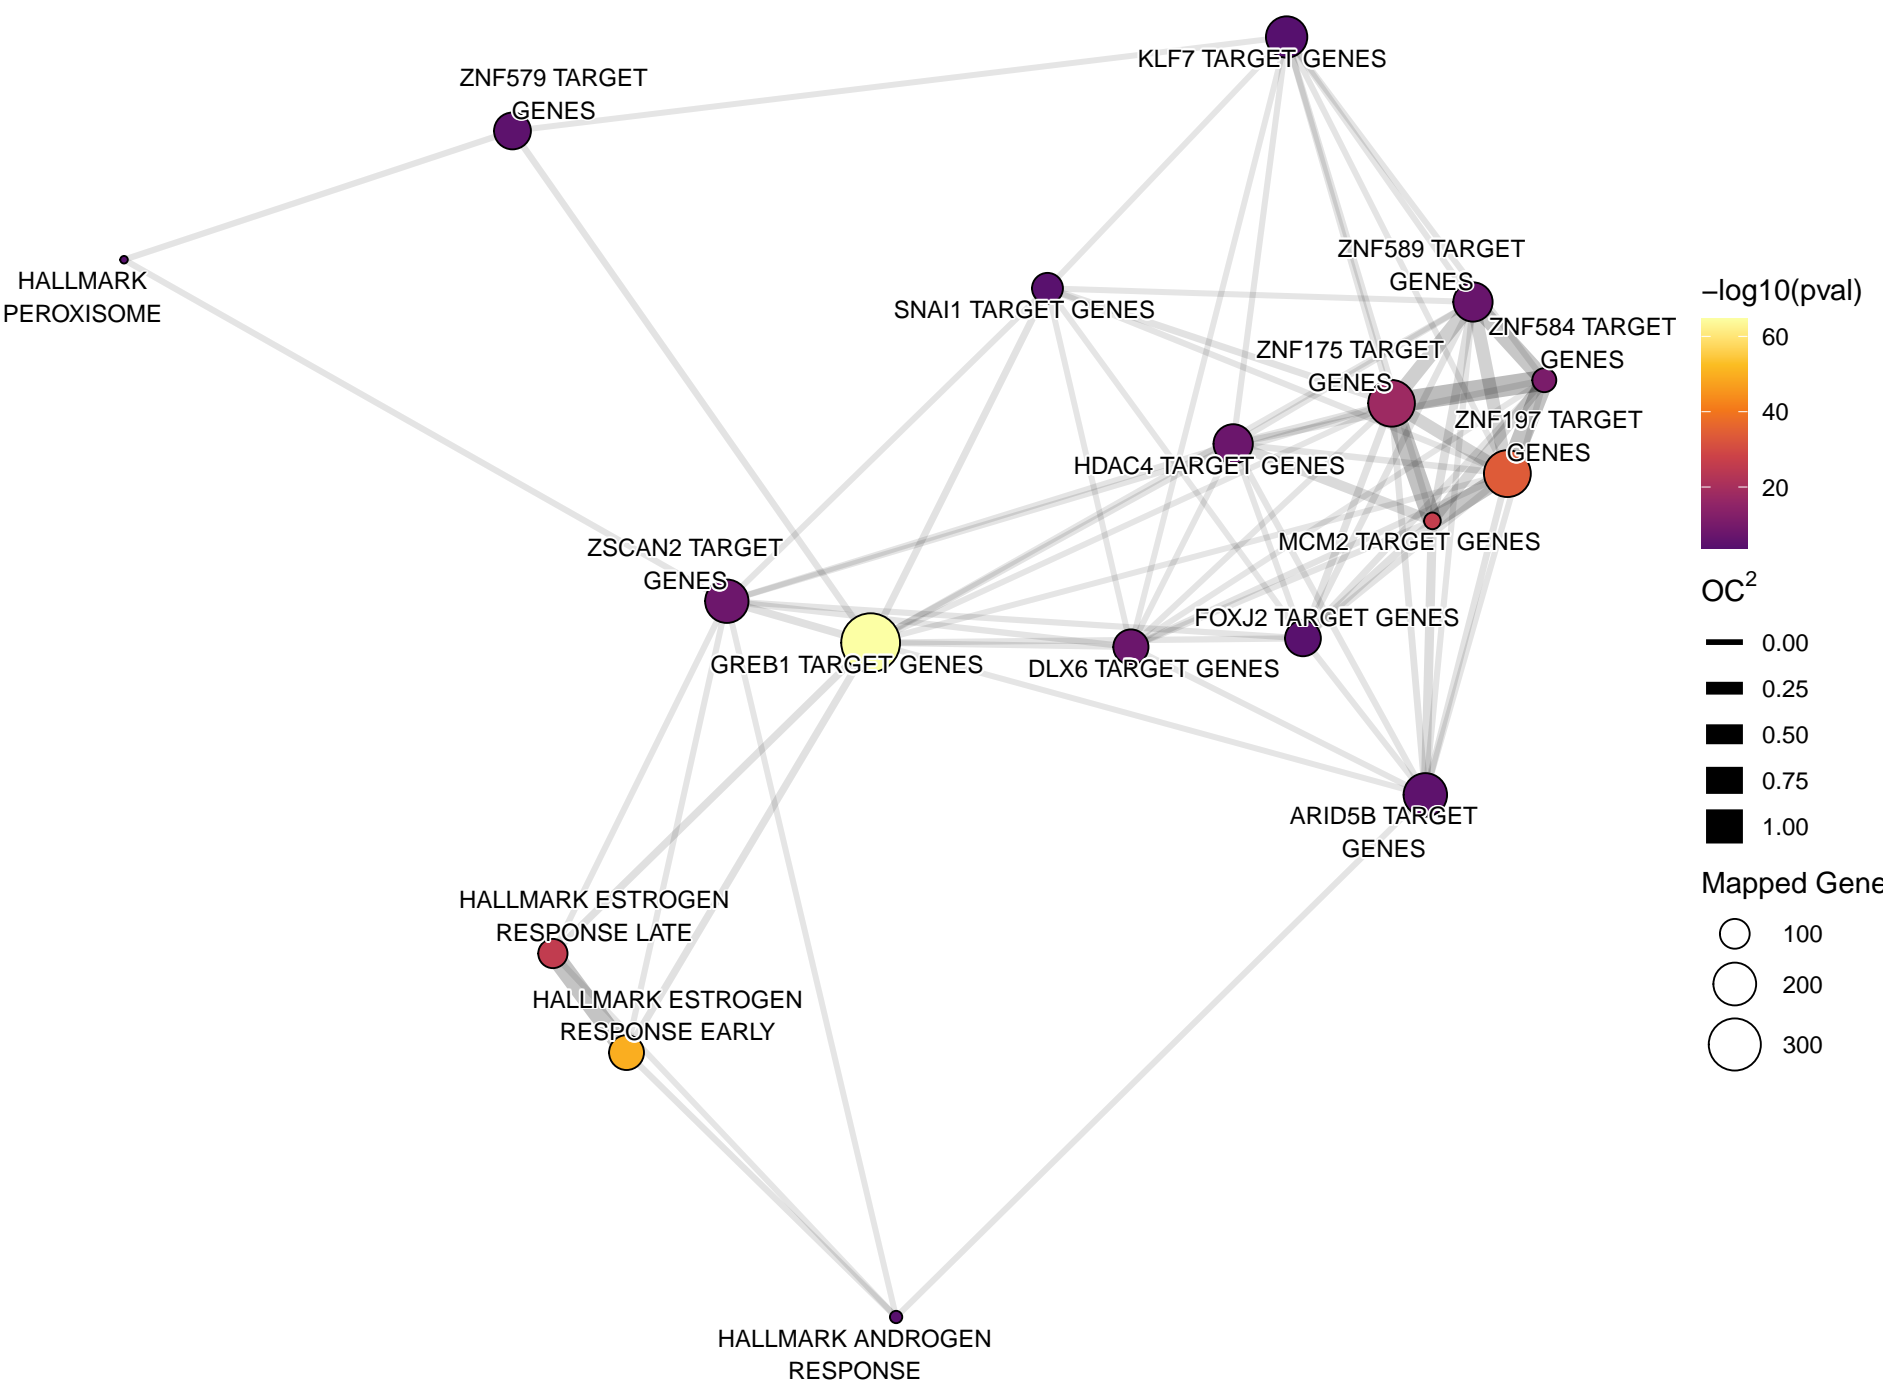 KLF7 TARGET GENES
ZNF579 TARGET
GENES
ZNF589 TARGET
GENES
HALLMARK
PEROXISOME
SNAI1 TARGET GENES
ZNF584 TARGET
GENES
ZNF175 TARGET
GENES
ZNF197 TARGET
GENES
HDAC4 TARGET GENES
MCM2 TARGET GENES
ZSCAN2 TARGET
GENES
FOXJ2 TARGET GENES
GREB1 TARGET GENES
DLX6 TARGET GENES
ARID5B TARGET
GENES
HALLMARK ESTROGEN
RESPONSE LATE
HALLMARK ESTROGEN
RESPONSE EARLY
HALLMARK ANDROGEN
RESPONSE
−log10(pval)
60
40
20
OC²
0.00
0.25
0.50
0.75
1.00
Mapped Gene
100
200
300